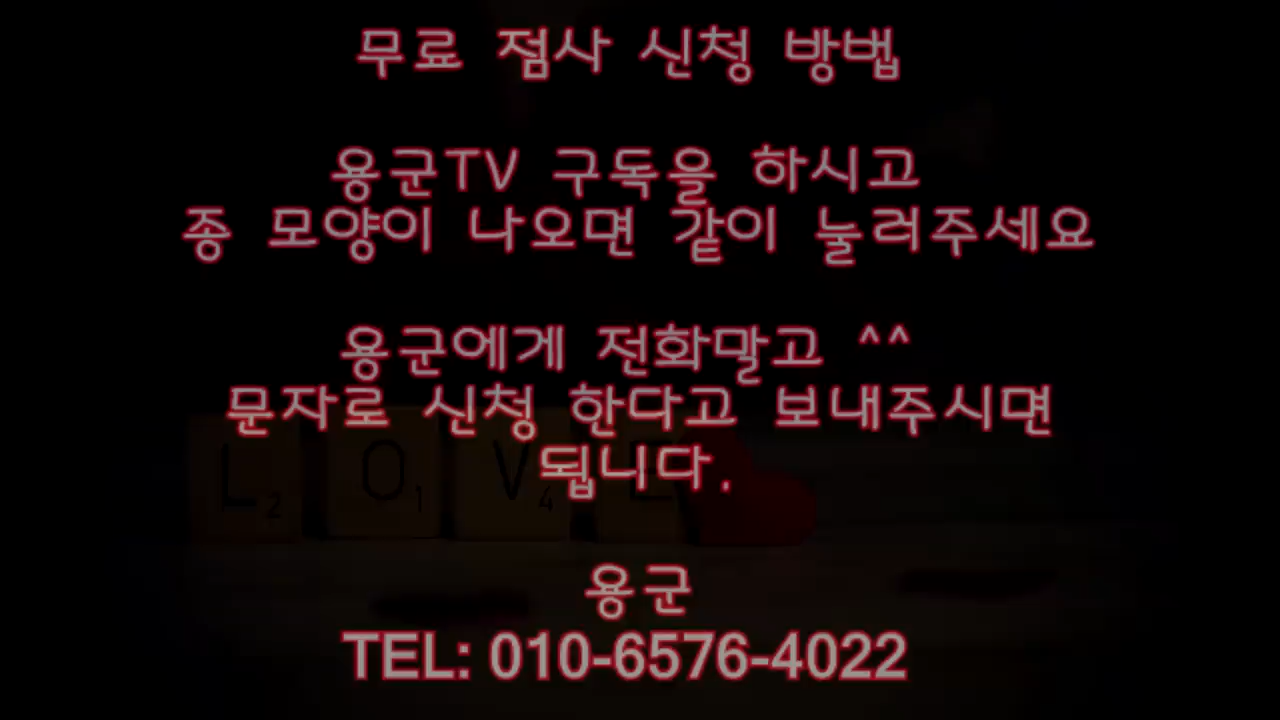 무료 점사 신청 방법
용군TV 구독을 하시고
종 모양이 나오면 같이 눌러주세요
용군에게 전화말고 ^^
문자로 신청 한다고 보내주시면
됩니다.
L2 O1 V4 E
용군
TEL: 010-6576-4022